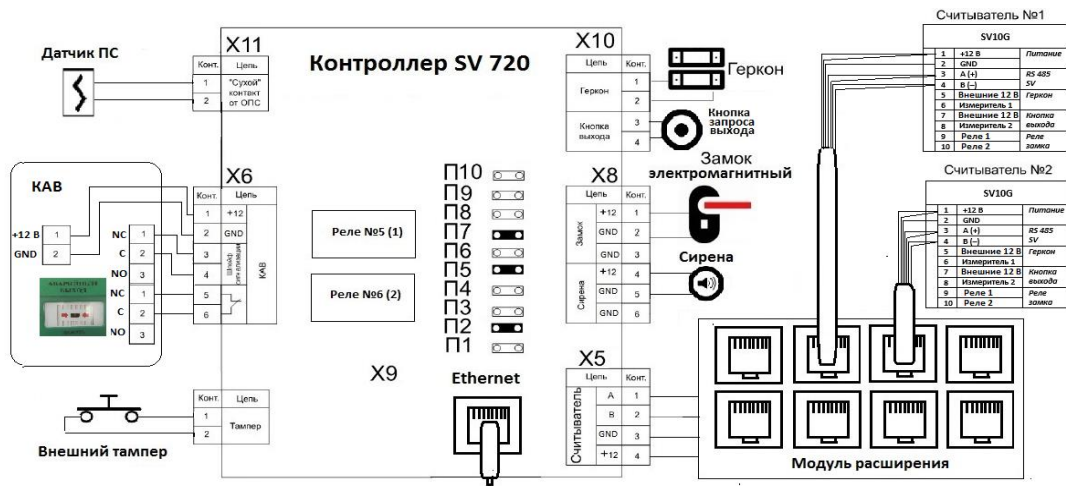 Контроллер SV 720
Датчик ПС
X11
Конт.
Цепь
1
"Сухой"
контакт
от ОПС
2
X10
Цепь
Конт.
Геркон
1
2
Кнопка
выхода
3
4
Геркон
Кнопка
запроса
выхода
КАВ
+12 В
1
GND
2
NC
1
C
2
NO
3
NC
1
C
2
NO
3
X6
Конт.
Цепь
1
+12
2
GND
3
Шлейф
сигнализации
4
5
6
КАВ
Реле №5 (1)
Реле №6 (2)
П10
П9
П8
П7
П6
П5
П4
П3
П2
П1
X8
Цепь
Конт.
Замок
+12
1
GND
2
GND
3
Сирена
+12
4
GND
5
GND
6
Замок
электромагнитный
Сирена
X9
Ethernet
Конт.
Цепь
1
Тампер
2
Внешний тампер
X5
Цепь
Конт.
Считыватель
A
1
B
2
GND
3
+12
4
Модуль расширения
Считыватель №1
SV10G
1 +12 В Питание
2 GND
3 A (+) RS 485
4 B (–) SV
5 Внешние 12 В Геркон
6 Измеритель 1
7 Внешние 12 В Кнопка
8 Измеритель 2 выхода
9 Реле 1 Реле
10 Реле 2 замка
Считыватель №2
SV10G
1 +12 В Питание
2 GND
3 A (+) RS 485
4 B (–) SV
5 Внешние 12 В Геркон
6 Измеритель 1
7 Внешние 12 В Кнопка
8 Измеритель 2 выхода
9 Реле 1 Реле
10 Реле 2 замка